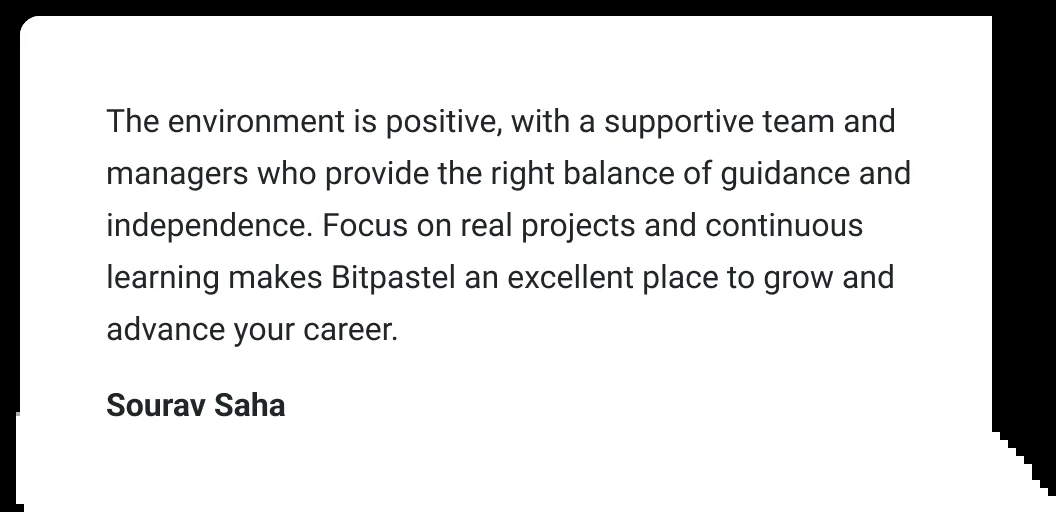 The environment is positive, with a supportive team and
managers who provide the right balance of guidance and
independence. Focus on real projects and continuous
learning makes Bitpastel an excellent place to grow and
advance your career.
Sourav Saha